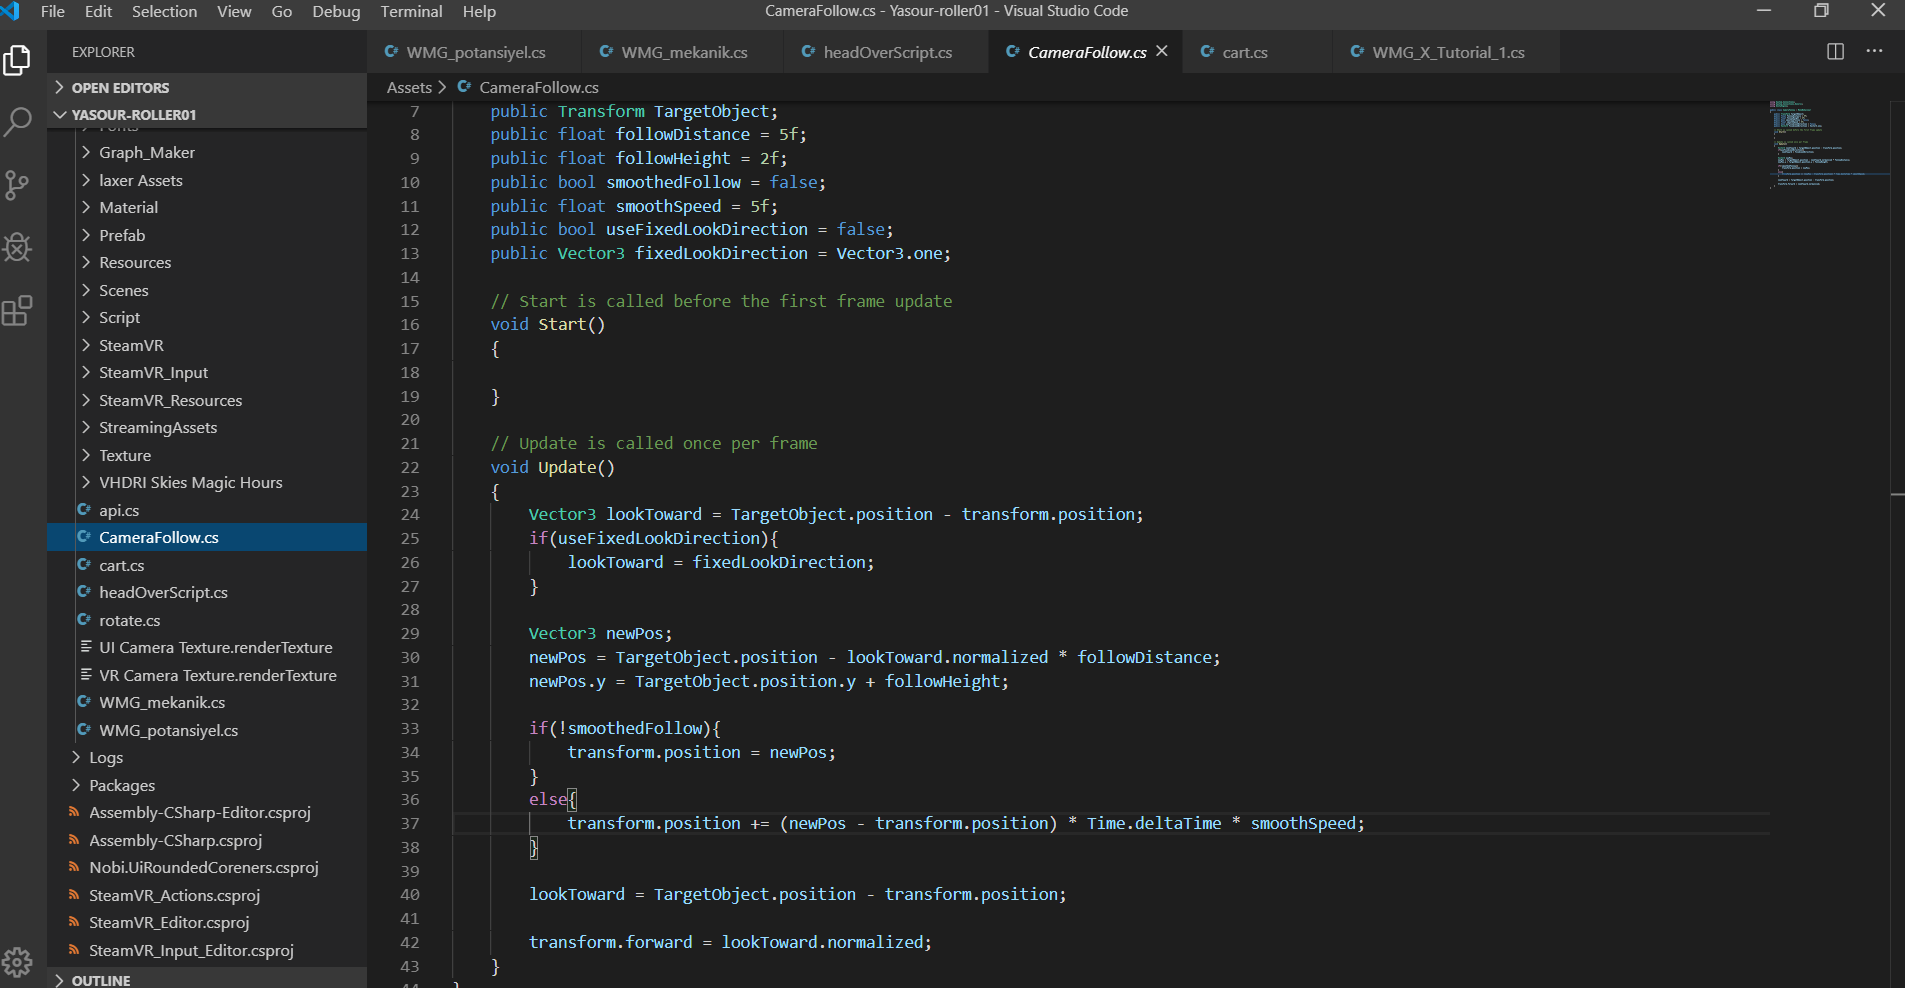 File Edit Selection View Go Debug Terminal Help
CameraFollow.cs - Yasour-roller01 - Visual Studio Code
EXPLORER
OPEN EDITORS
YASOUR-ROLLER01
Fonts
Graph_Maker
laxer Assets
Material
Prefab
Resources
Scenes
Script
SteamVR
SteamVR_Input
SteamVR_Resources
StreamingAssets
Texture
VHDRI Skies Magic Hours
api.cs
CameraFollow.cs
cart.cs
headOverScript.cs
rotate.cs
UI Camera Texture.renderTexture
VR Camera Texture.renderTexture
WMG_mekanik.cs
WMG_potansiyel.cs
Logs
Packages
Assembly-CSharp-Editor.csproj
Assembly-CSharp.csproj
Nobi.UiRoundedCoreners.csproj
SteamVR_Actions.csproj
SteamVR_Editor.csproj
SteamVR_Input_Editor.csproj
OUTLINE
WMG_potansiyel.cs WMG_mekanik.cs headOverScript.cs CameraFollow.cs cart.cs WMG_X_Tutorial_1.cs
Assets > CameraFollow.cs
7 public Transform TargetObject;
8 public float followDistance = 5f;
9 public float followHeight = 2f;
10 public bool smoothedFollow = false;
11 public float smoothSpeed = 5f;
12 public bool useFixedLookDirection = false;
13 public Vector3 fixedLookDirection = Vector3.one;
14
15 // Start is called before the first frame update
16 void Start()
17 {
18
19 }
20
21 // Update is called once per frame
22 void Update()
23 {
24 Vector3 lookToward = TargetObject.position - transform.position;
25 if(useFixedLookDirection){
26 lookToward = fixedLookDirection;
27 }
28
29 Vector3 newPos;
30 newPos = TargetObject.position - lookToward.normalized * followDistance;
31 newPos.y = TargetObject.position.y + followHeight;
32
33 if(!smoothedFollow){
34 transform.position = newPos;
35 }
36 else{
37 transform.position += (newPos - transform.position) * Time.deltaTime * smoothSpeed;
38 }
39
40 lookToward = TargetObject.position - transform.position;
41
42 transform.forward = lookToward.normalized;
43 }
44 }